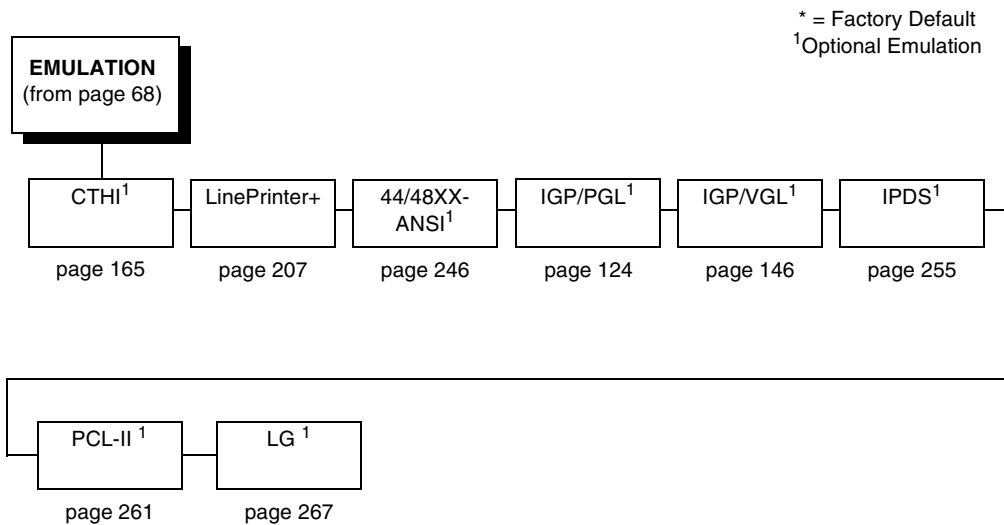 * = Factory Default
¹Optional Emulation
EMULATION
(from page 68)
CTHI¹
LinePrinter+
44/48XX-
ANSI¹
IGP/PGL¹
IGP/VGL¹
IPDS¹
page 165
page 207
page 246
page 124
page 146
page 255
PCL-II ¹
LG ¹
page 261
page 267